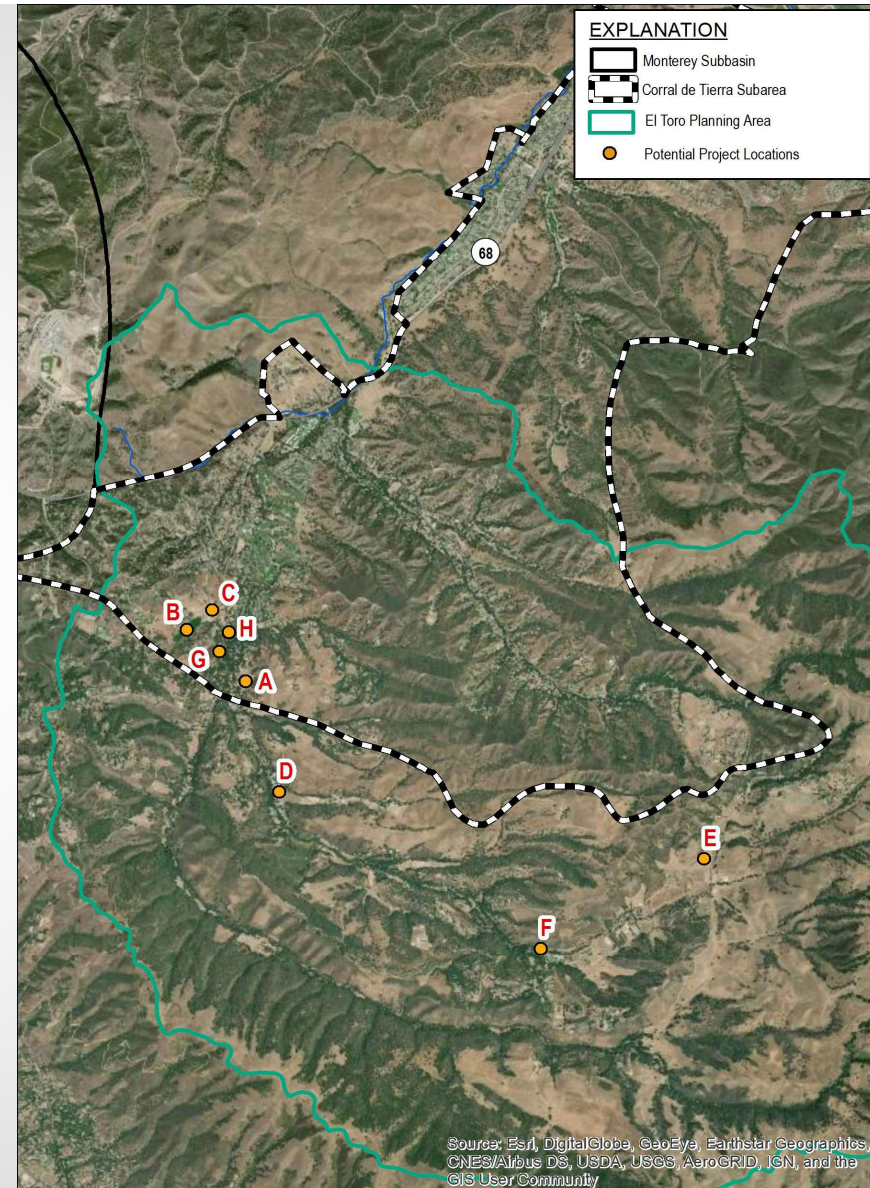 EXPLANATION
Monterey Subbasin
Corral de Tierra Subarea
El Toro Planning Area
Potential Project Locations
68
C
B
H
G
A
D
E
F
Source: Esri, DigitalGlobe, GeoEye, Earthstar Geographics,
CNES/Airbus DS, USDA, USGS, AeroGRID, IGN, and the
GIS User Community